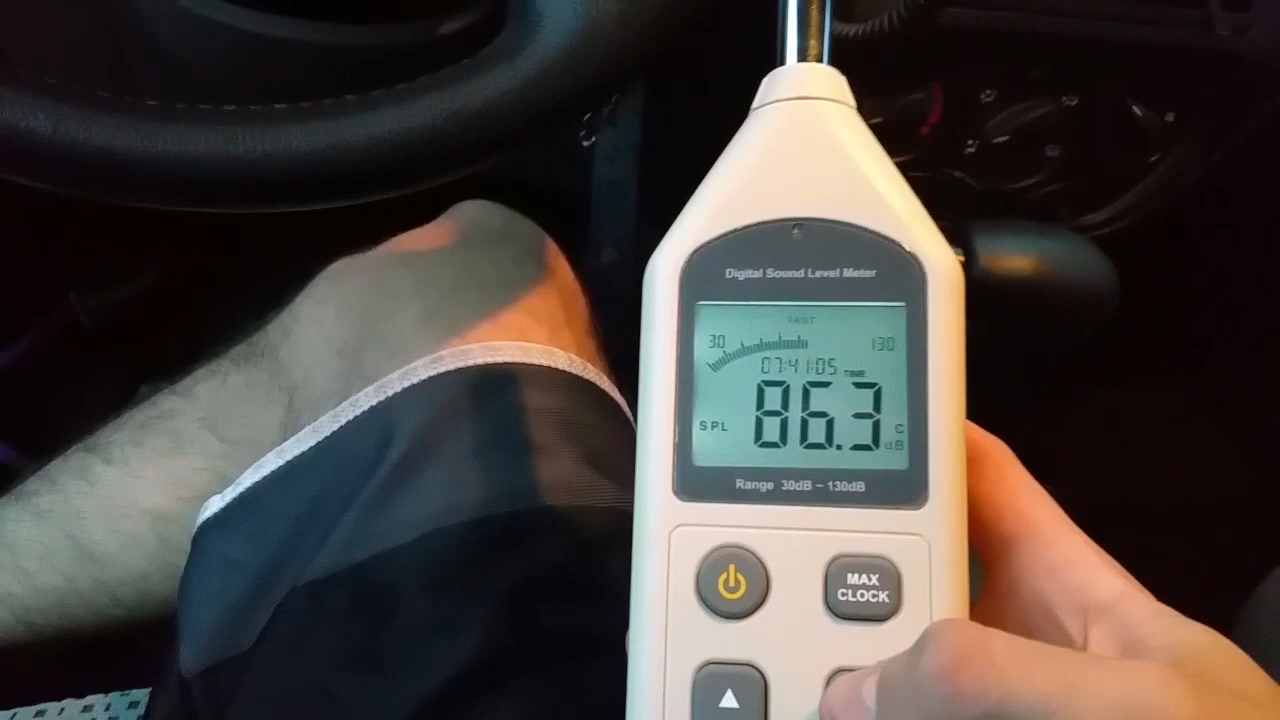 Digital Sound Level Meter
FAST
30 130
07:41:05 TIME
SPL 86.3 C
dB
Range 30dB ~ 130dB
MAX
CLOCK